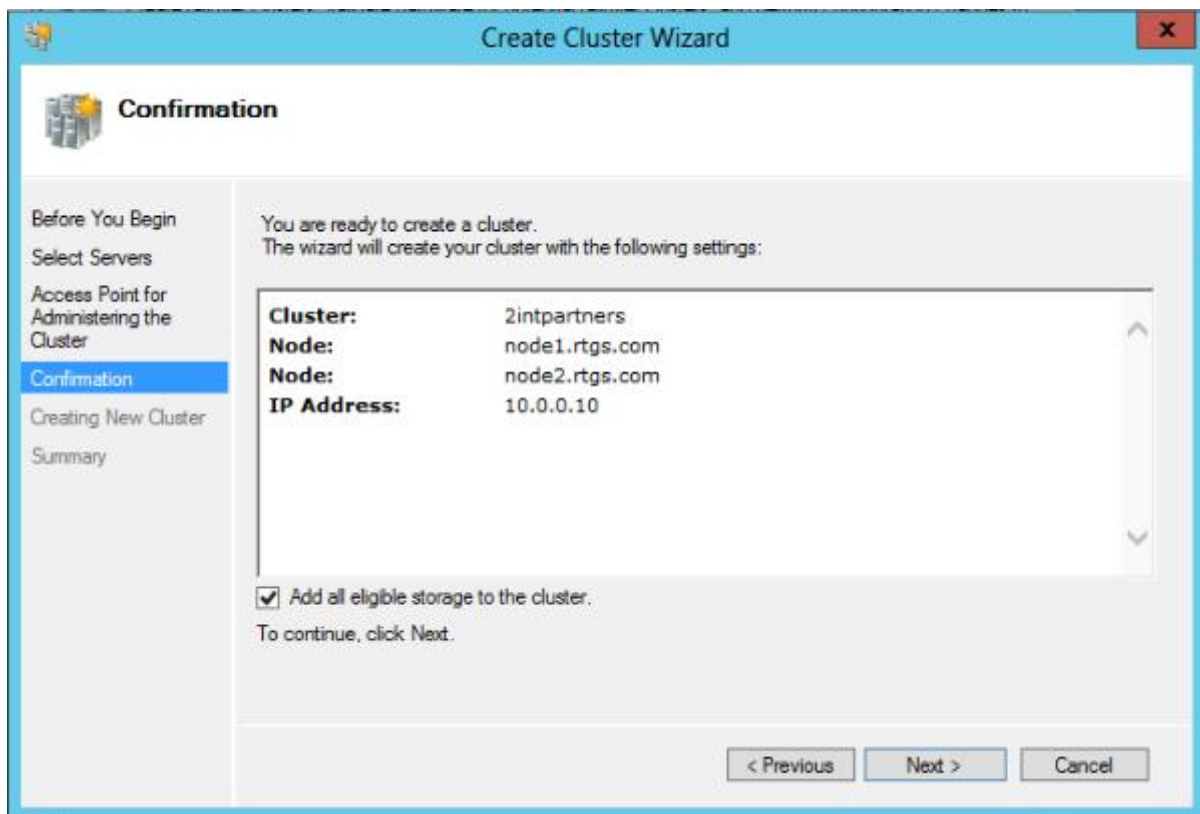 Create Cluster Wizard
x
Confirmation
Before You Begin
Select Servers
Access Point for
Administering the
Cluster
Confirmation
Creating New Cluster
Summary
You are ready to create a cluster.
The wizard will create your cluster with the following settings:
Cluster: 2intpartners
Node: node1.rtgs.com
Node: node2.rtgs.com
IP Address: 10.0.0.10
Add all eligible storage to the cluster.
To continue, click Next.
< Previous Next > Cancel